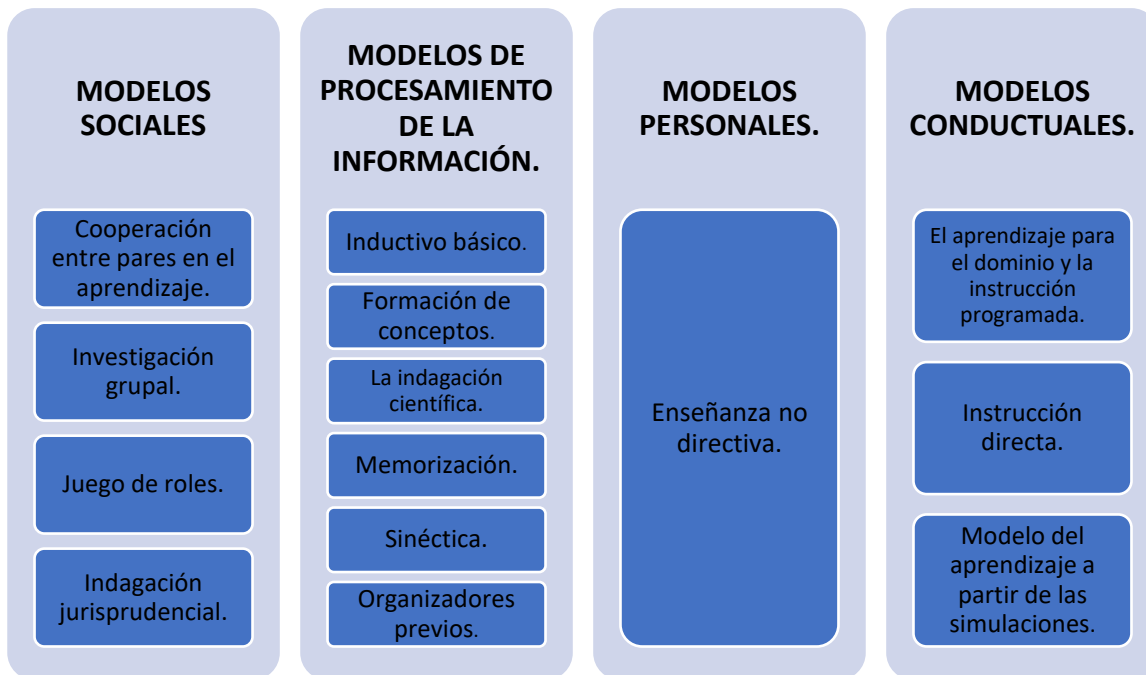 MODELOS
SOCIALES
Cooperación
entre pares en el
aprendizaje.
Investigación
grupal.
Juego de roles.
Indagación
jurisprudencial.
MODELOS DE
PROCESAMIENTO
DE LA
INFORMACIÓN.
Inductivo básico.
Formación de
conceptos.
La indagación
científica.
Memorización.
Sinéctica.
Organizadores
previos.
MODELOS
PERSONALES.
Enseñanza no
directiva.
MODELOS
CONDUCTUALES.
El aprendizaje para
el dominio y la
instrucción
programada.
Instrucción
directa.
Modelo del
aprendizaje a
partir de las
simulaciones.